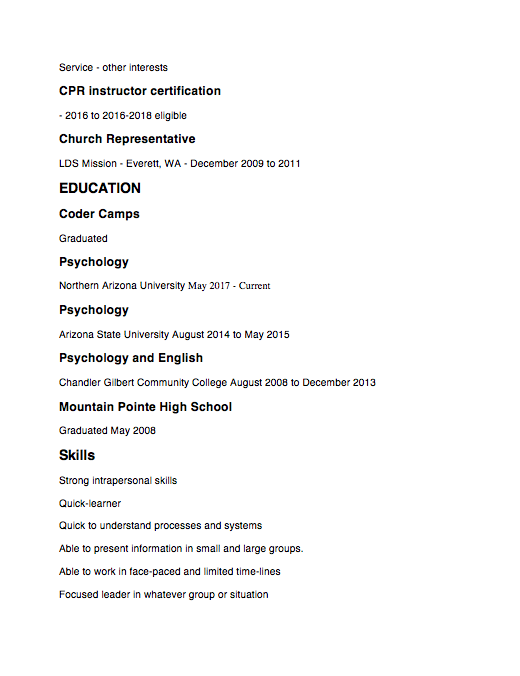 Service - other interests
CPR instructor certification
- 2016 to 2016-2018 eligible
Church Representative
LDS Mission - Everett, WA - December 2009 to 2011
EDUCATION
Coder Camps
Graduated
Psychology
Northern Arizona University May 2017 - Current
Psychology
Arizona State University August 2014 to May 2015
Psychology and English
Chandler Gilbert Community College August 2008 to December 2013
Mountain Pointe High School
Graduated May 2008
Skills
Strong intrapersonal skills
Quick-learner
Quick to understand processes and systems
Able to present information in small and large groups.
Able to work in face-paced and limited time-lines
Focused leader in whatever group or situation